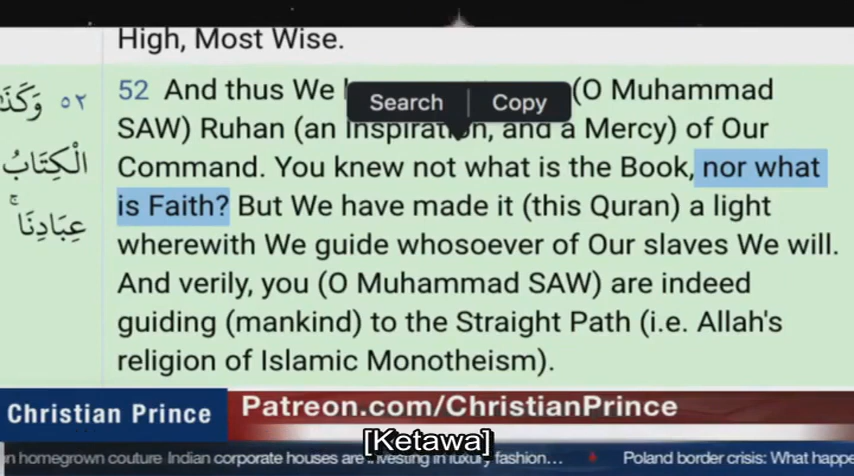 High, Most Wise.
52 And thus We (O Muhammad
Search Copy
SAW) Ruhan (an Inspiration, and a Mercy) of Our
Command. You knew not what is the Book, nor what
is Faith? But We have made it (this Quran) a light
wherewith We guide whosoever of Our slaves We will.
And verily, you (O Muhammad SAW) are indeed
guiding (mankind) to the Straight Path (i.e. Allah's
religion of Islamic Monotheism).
٥٢
الْكِتَابُ
عِبَادِنَا ۚ
Christian Prince
Patreon.com/ChristianPrince
[Ketawa]
in homegrown couture Indian corporate houses are investing in luxury fashion... Poland border crisis: What